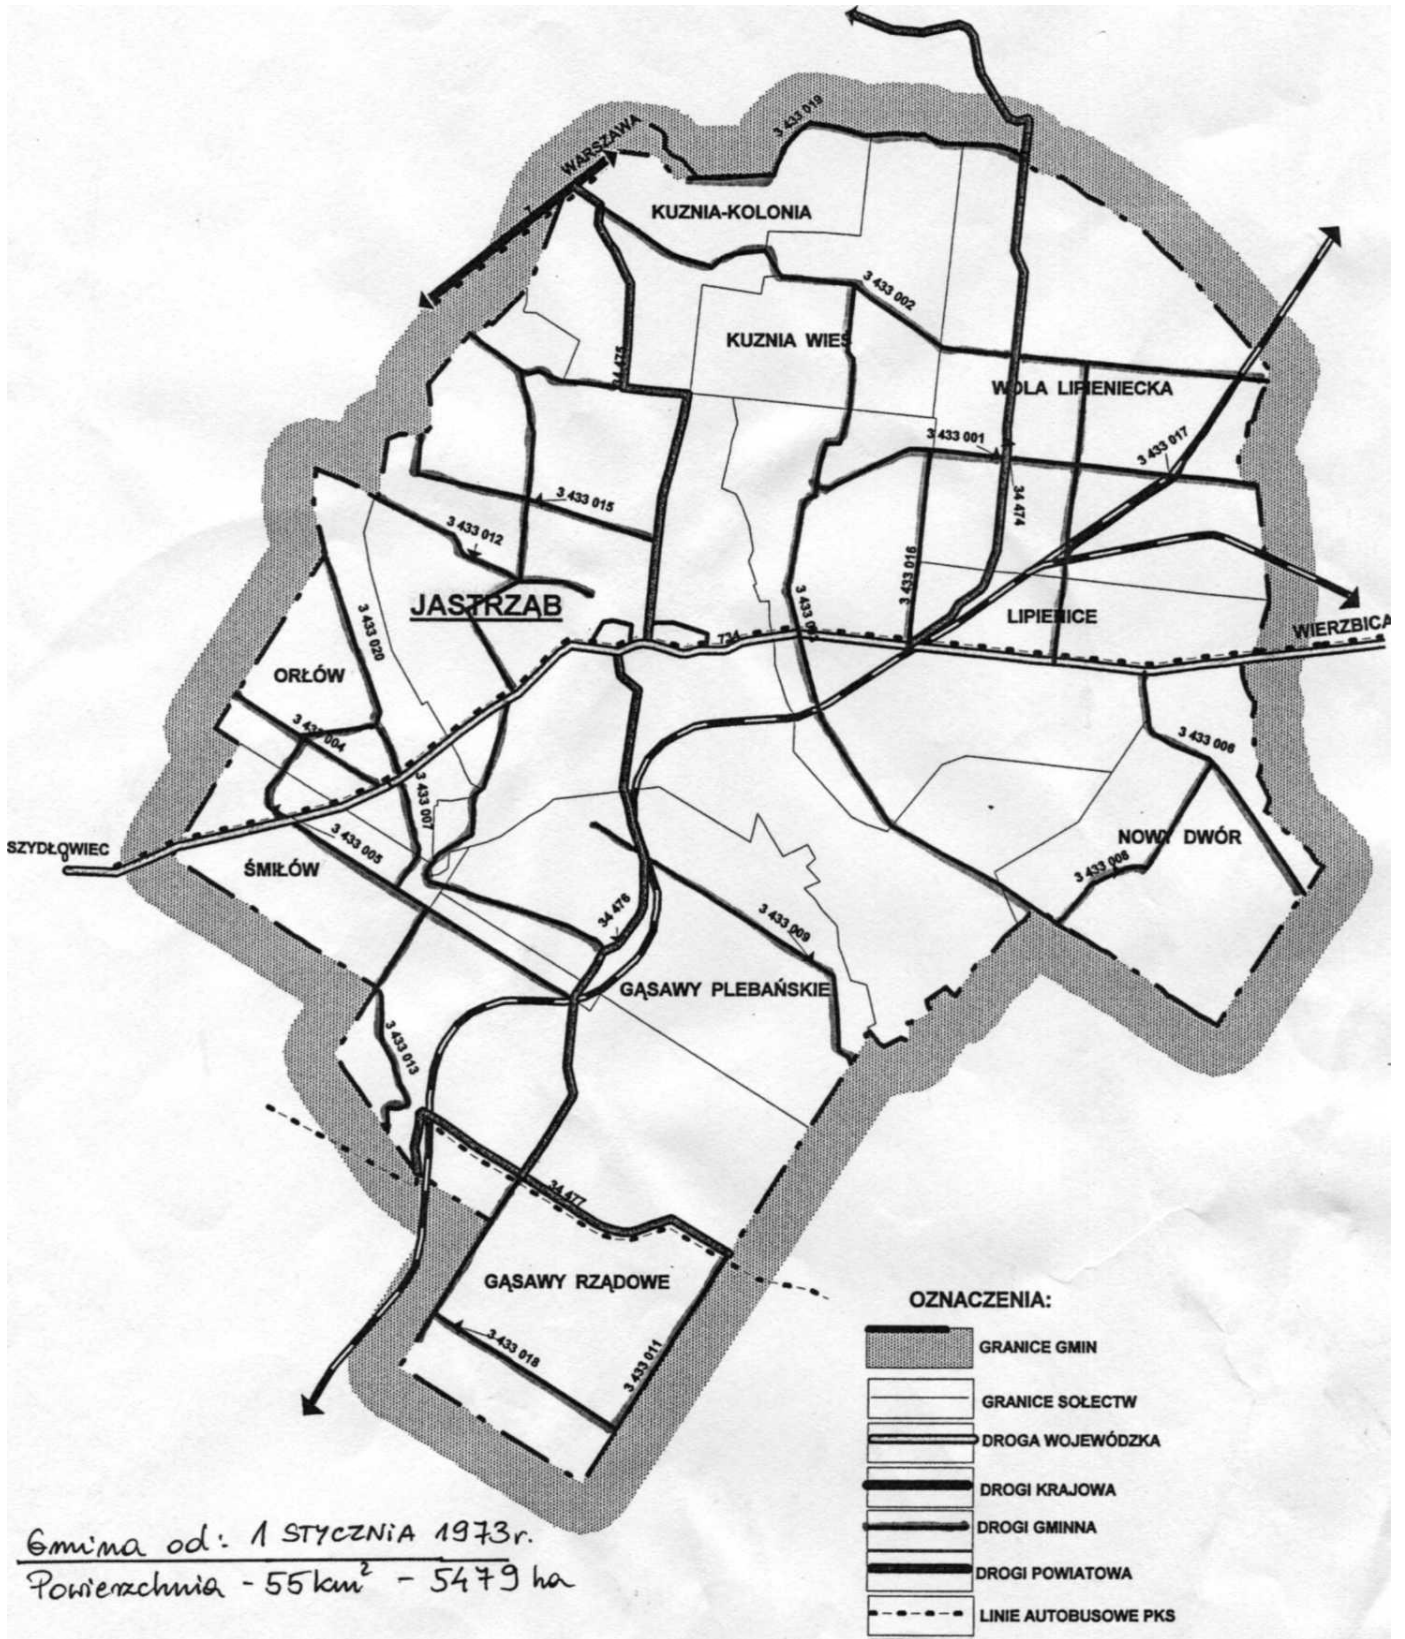 3 433 019
WARSZAWA
7
KUZNIA-KOLONIA
3 433 002
KUZNIA WIEŚ
34 475
WOLA LIPIENIECKA
3 433 001
3 433 017
3 433 015
34 474
3 433 012
3 433 016
JASTRZĄB
3 433 020
LIPIENICE
734
WIERZBICA
ORŁÓW
3 433 004
3 433 006
3 433 007
SZYDŁOWIEC
3 433 005
NOWY DWÓR
ŚMIŁÓW
3 433 008
34 476
3 433 009
GĄSAWY PLEBAŃSKIE
3 433 013
34 477
GĄSAWY RZĄDOWE
3 433 018
3 433 011
OZNACZENIA:
GRANICE GMIN
GRANICE SOŁECTW
DROGA WOJEWÓDZKA
DROGI KRAJOWA
DROGI GMINNA
DROGI POWIATOWA
LINIE AUTOBUSOWE PKS
Gmina od: 1 STYCZNIA 1973r.
Powierzchnia - 55 km² - 5479 ha